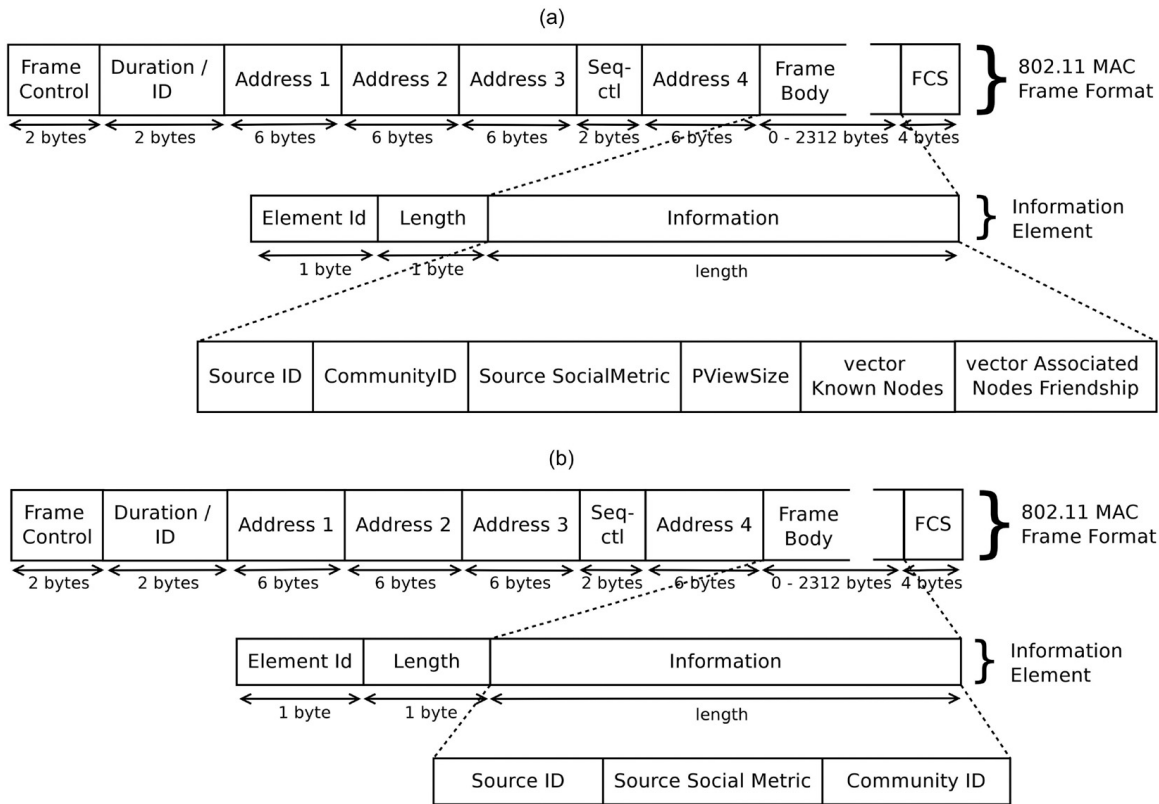 (a)
Frame Control Duration / ID Address 1 Address 2 Address 3 Seq-ctl Address 4 Frame Body FCS 802.11 MAC Frame Format
2 bytes 2 bytes 6 bytes 6 bytes 6 bytes 2 bytes 6 bytes 0 - 2312 bytes 4 bytes
Element Id Length Information Information Element
1 byte 1 byte length
Source ID CommunityID Source SocialMetric PViewSize vector Known Nodes vector Associated Nodes Friendship
(b)
Frame Control Duration / ID Address 1 Address 2 Address 3 Seq-ctl Address 4 Frame Body FCS 802.11 MAC Frame Format
2 bytes 2 bytes 6 bytes 6 bytes 6 bytes 2 bytes 6 bytes 0 - 2312 bytes 4 bytes
Element Id Length Information Information Element
1 byte 1 byte length
Source ID Source Social Metric Community ID